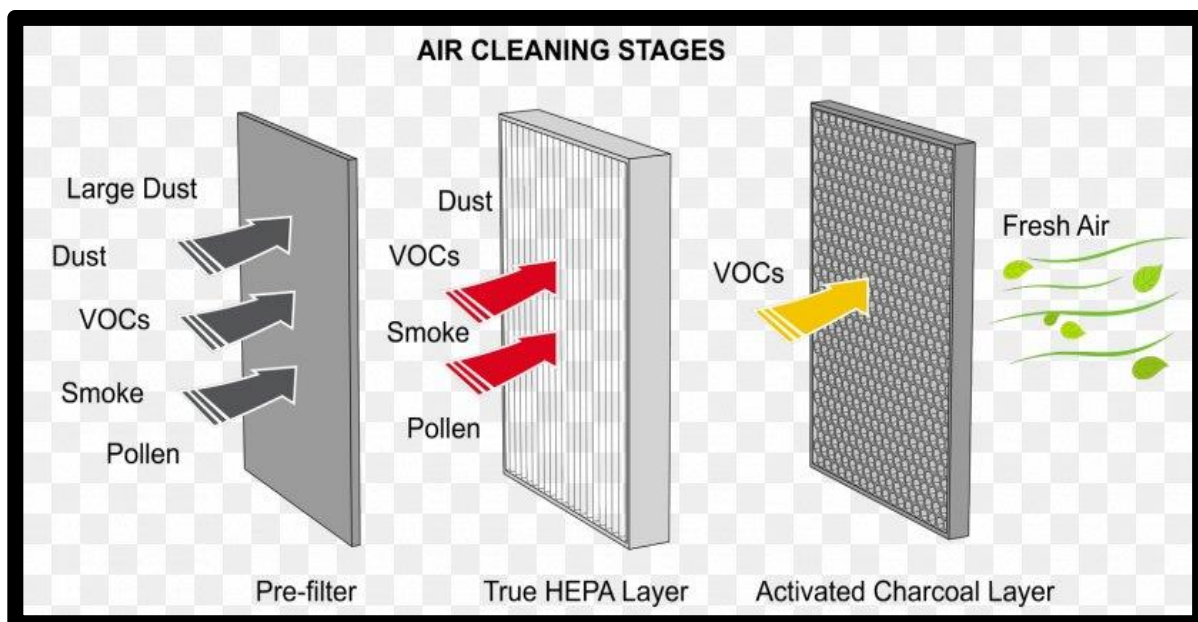 AIR CLEANING STAGES
Large Dust
Dust
VOCs
Smoke
Pollen
Pre-filter
Dust
VOCs
Smoke
Pollen
True HEPA Layer
VOCs
Activated Charcoal Layer
Fresh Air